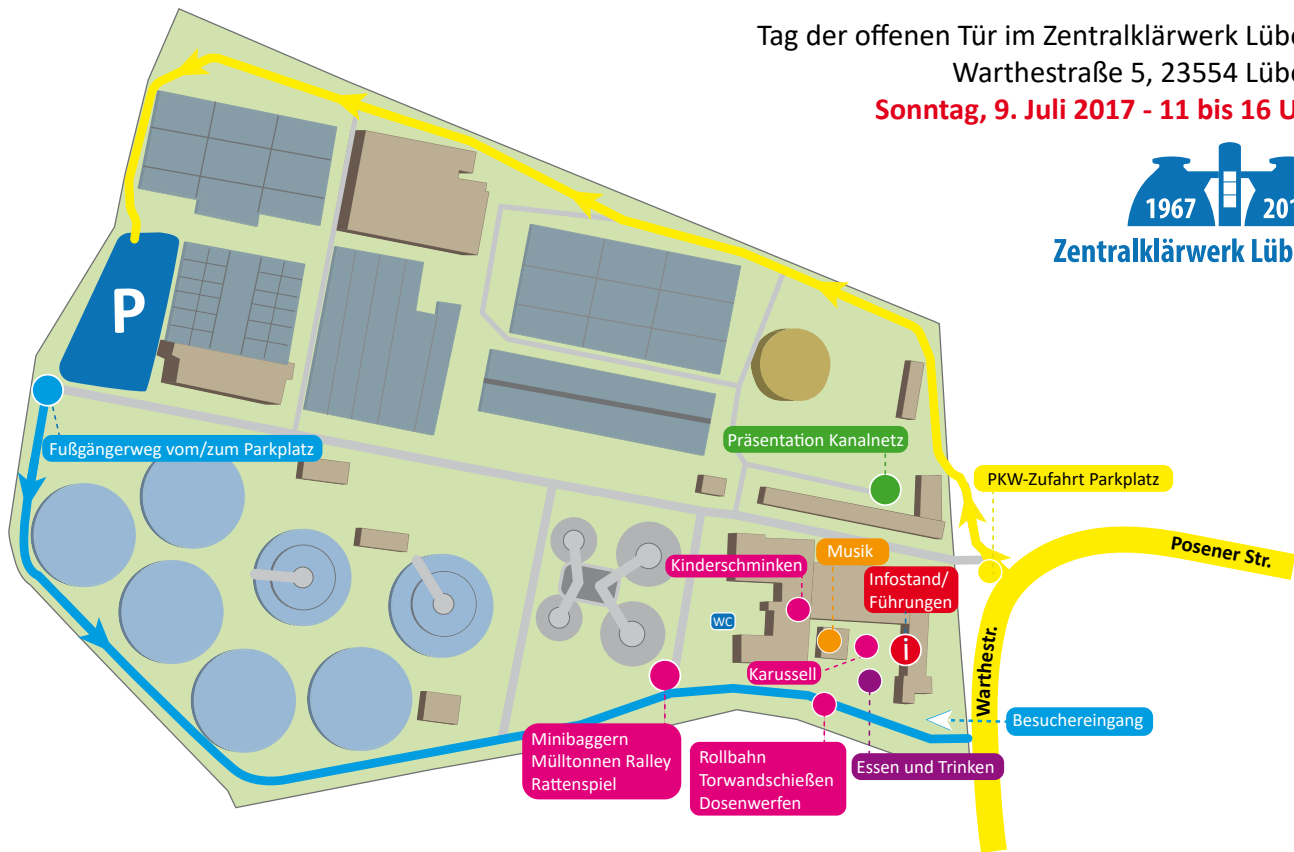 Tag der offenen Tür im Zentralklärwerk Lübe
Warthestraße 5, 23554 Lübe
Sonntag, 9. Juli 2017 - 11 bis 16 U
1967
201
Zentralklärwerk Lüb
P
Fußgängerweg vom/zum Parkplatz
Präsentation Kanalnetz
PKW-Zufahrt Parkplatz
Posener Str.
Musik
Kinderschminken
Infostand/
Führungen
WC
i
Karussell
Warthestr.
Besuchereingang
Minibaggern
Mülltonnen Ralley
Rattenspiel
Rollbahn
Torwandschießen
Dosenwerfen
Essen und Trinken